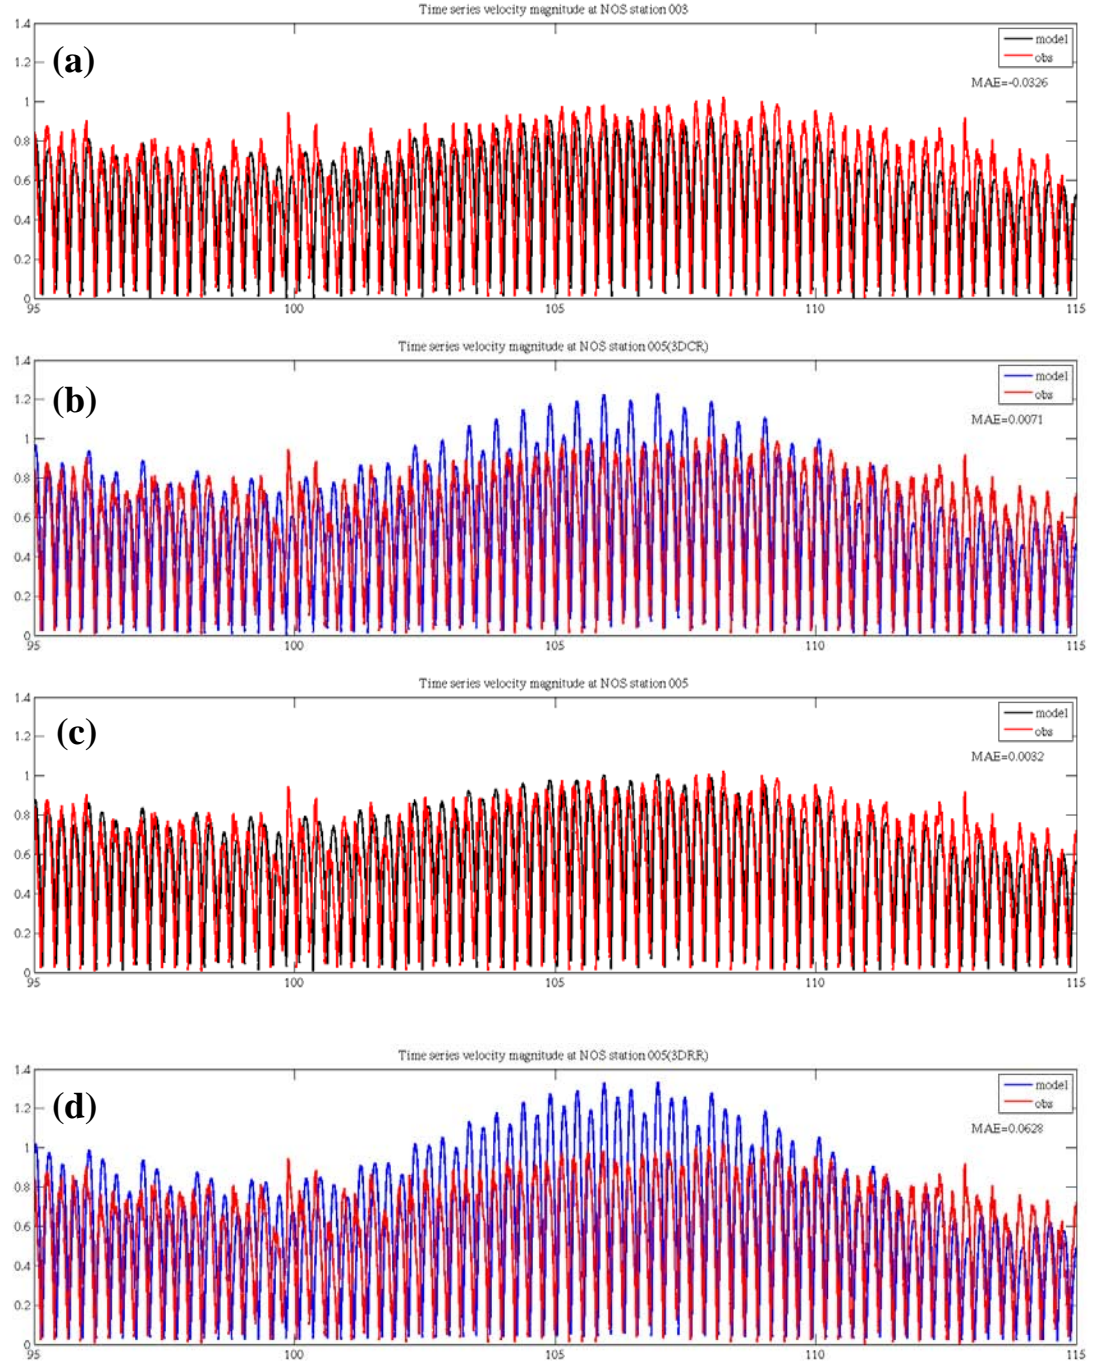 Time series velocity magnitude at NOS station 003
1.4
1.2
1
0.8
0.6
0.4
0.2
0
(a)
model
obs
MAE=-0.0326
95
100
105
110
115
Time series velocity magnitude at NOS station 005(3DCR)
1.4
1.2
1
0.8
0.6
0.4
0.2
0
(b)
model
obs
MAE=0.0071
95
100
105
110
115
Time series velocity magnitude at NOS station 005
1.4
1.2
1
0.8
0.6
0.4
0.2
0
(c)
model
obs
MAE=0.0032
95
100
105
110
115
Time series velocity magnitude at NOS station 005(3DRR)
1.4
1.2
1
0.8
0.6
0.4
0.2
0
(d)
model
obs
MAE=0.0628
95
100
105
110
115